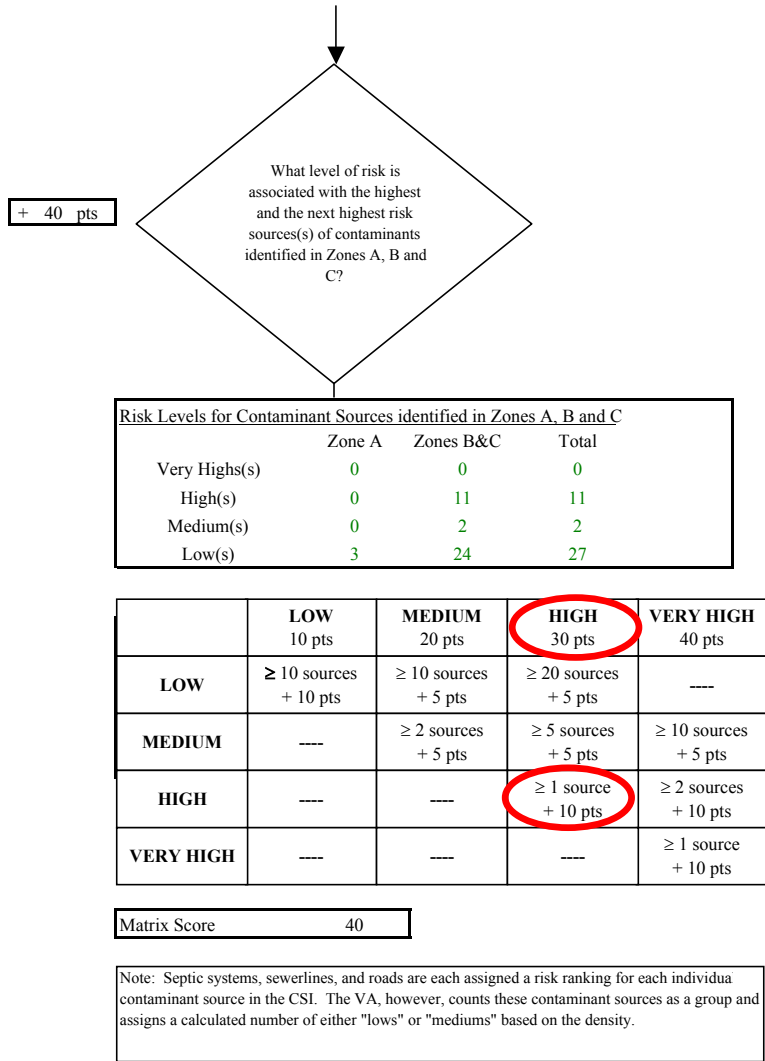 What level of risk is
associated with the highest
and the next highest risk
sources(s) of contaminants
identified in Zones A, B and
C?
+ 40 pts
Risk Levels for Contaminant Sources identified in Zones A, B and C
Zone A Zones B&C Total
Very Highs(s) 0 0 0
High(s) 0 11 11
Medium(s) 0 2 2
Low(s) 3 24 27
LOW MEDIUM HIGH VERY HIGH
10 pts 20 pts 30 pts 40 pts
LOW ≥ 10 sources ≥ 10 sources ≥ 20 sources ----
+ 10 pts + 5 pts + 5 pts
MEDIUM ---- ≥ 2 sources ≥ 5 sources ≥ 10 sources
+ 5 pts + 5 pts + 5 pts
HIGH ---- ---- ≥ 1 source ≥ 2 sources
+ 10 pts + 10 pts
VERY HIGH ---- ---- ---- ≥ 1 source
+ 10 pts
Matrix Score 40
Note: Septic systems, sewerlines, and roads are each assigned a risk ranking for each individua
contaminant source in the CSI. The VA, however, counts these contaminant sources as a group and
assigns a calculated number of either "lows" or "mediums" based on the density.